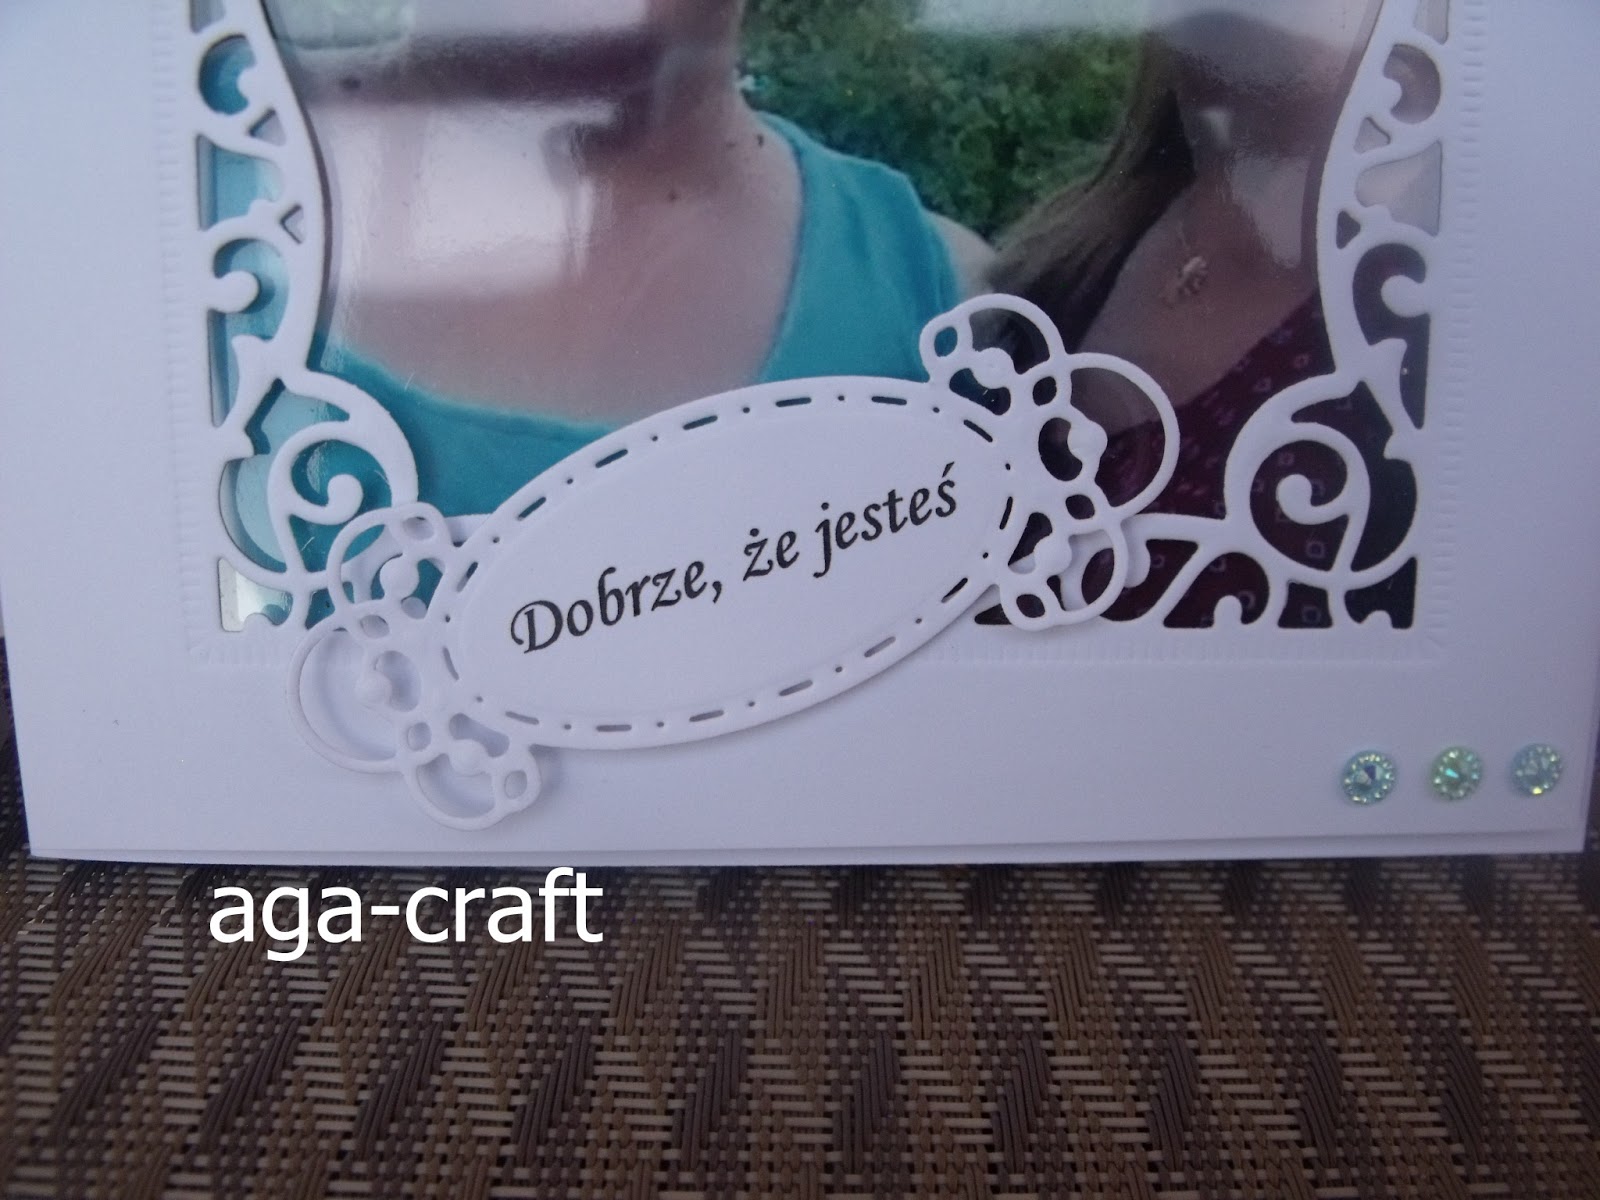 Dobrze, że jesteś
aga-craft